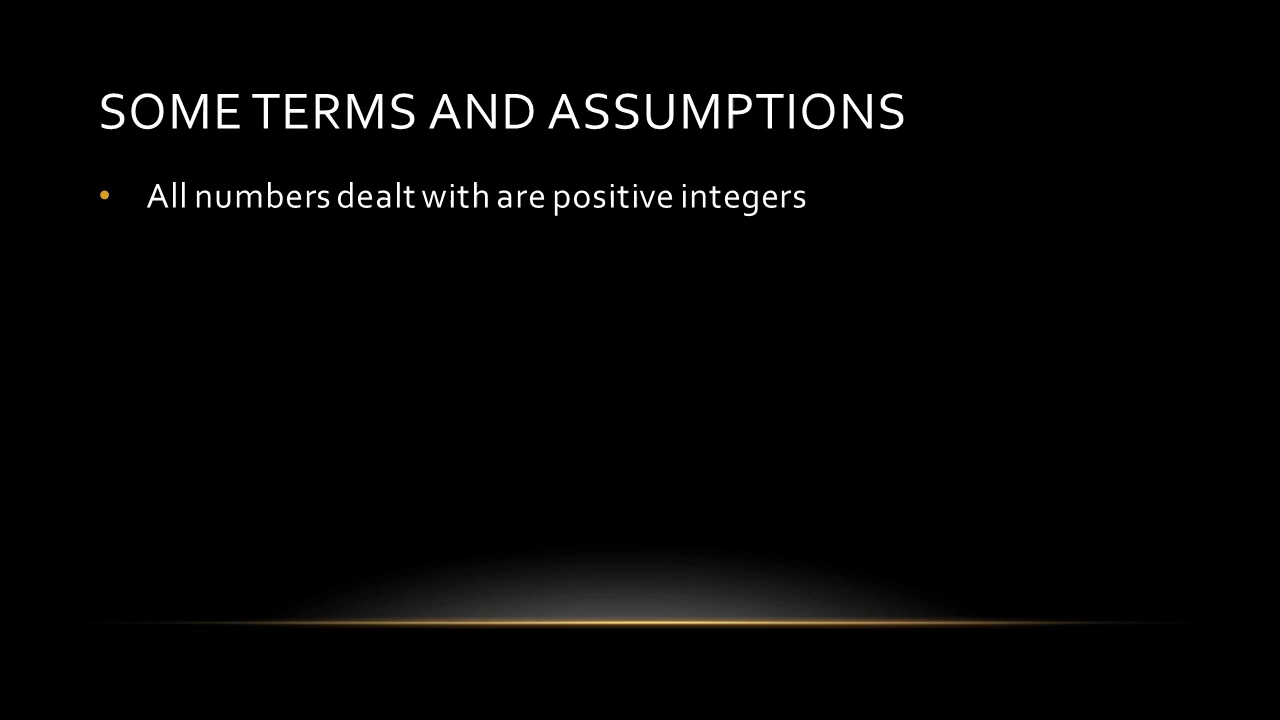 SOME TERMS AND ASSUMPTIONS
• All numbers dealt with are positive integers